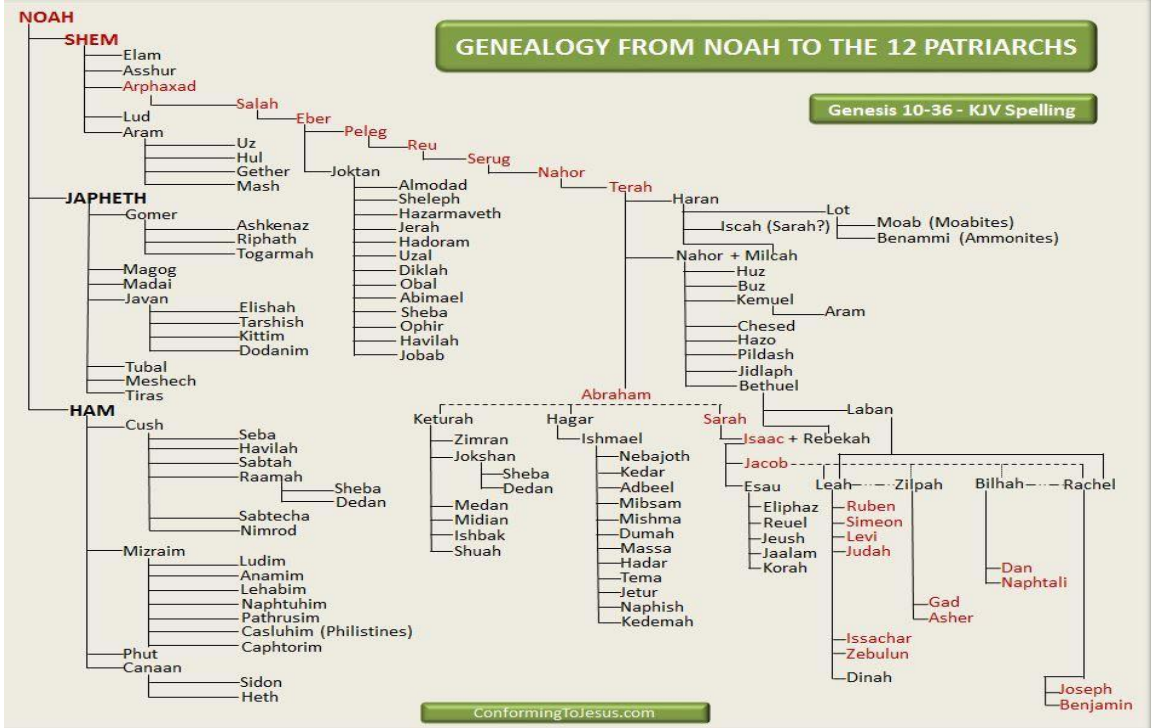 NOAH
GENEALOGY FROM NOAH TO THE 12 PATRIARCHS
Genesis 10-36 - KJV Spelling
SHEM
Elam
Asshur
Arphaxad
Salah
Eber
Peleg
Reu
Serug
Nahor
Terah
Lud
Aram
Uz
Hul
Gether
Mash
Joktan
Almodad
Sheleph
Hazarmaveth
Jerah
Hadoram
Uzal
Diklah
Obal
Abimael
Sheba
Ophir
Havilah
Jobab
Haran
Lot
Iscah (Sarah?)
Moab (Moabites)
Benammi (Ammonites)
Nahor + Milcah
Huz
Buz
Kemuel
Aram
Chesed
Hazo
Pildash
Jidlaph
Bethuel
Laban
JAPHETH
Gomer
Ashkenaz
Riphath
Togarmah
Magog
Madai
Javan
Elishah
Tarshish
Kittim
Dodanim
Tubal
Meshech
Tiras
HAM
Cush
Seba
Havilah
Sabtah
Raamah
Sheba
Dedan
Sabtecha
Nimrod
Mizraim
Ludim
Anamim
Lehabim
Naphtuhim
Pathrusim
Casluhim (Philistines)
Caphtorim
Phut
Canaan
Sidon
Heth
Abraham
Keturah
Zimran
Jokshan
Sheba
Dedan
Medan
Midian
Ishbak
Shuah
Hagar
Ishmael
Nebajoth
Kedar
Adbeel
Mibsam
Mishma
Dumah
Massa
Hadar
Tema
Jetur
Naphish
Kedemah
Sarah
Isaac + Rebekah
Jacob
Esau
Eliphaz
Reuel
Jeush
Jaalam
Korah
Leah
Zilpah
Bilhah
Rachel
Ruben
Simeon
Levi
Judah
Dan
Naphtali
Gad
Asher
Issachar
Zebulun
Dinah
Joseph
Benjamin
ConformingToJesus.com